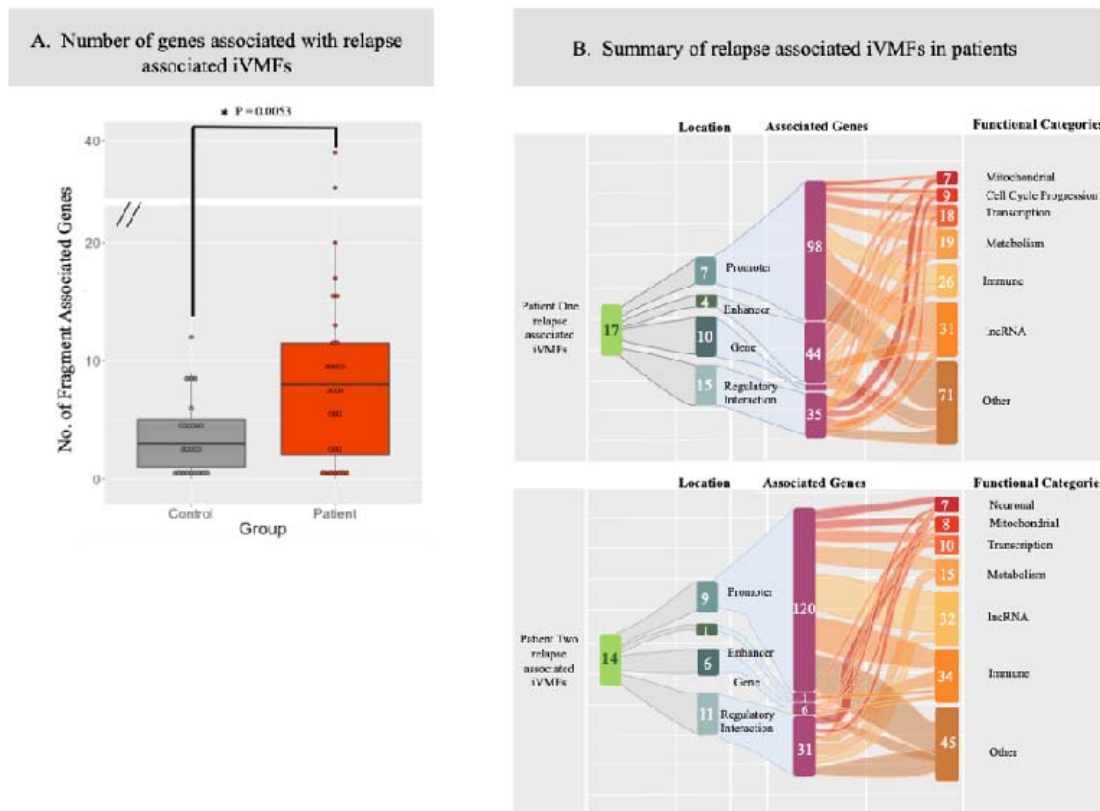 A. Number of genes associated with relapse
associated iVMFs
* P = 0.0053
No. of Fragment Associated Genes
40
20
10
0
Control
Patient
Group
B. Summary of relapse associated iVMFs in patients
Location
Associated Genes
Functional Categories
Patient One
relapse
associated
iVMFs
17
7
Promoter
4
Enhancer
10
Gene
15
Regulatory
Interaction
98
44
35
7
Mitochondrial
9
Cell Cycle Progression
18
Transcription
19
Metabolism
26
Immune
31
lncRNA
71
Other
Location
Associated Genes
Functional Categories
Patient Two
relapse
associated
iVMFs
14
9
Promoter
1
Enhancer
6
Gene
11
Regulatory
Interaction
120
1
6
31
7
Neuronal
8
Mitochondrial
10
Transcription
15
Metabolism
32
lncRNA
34
Immune
45
Other